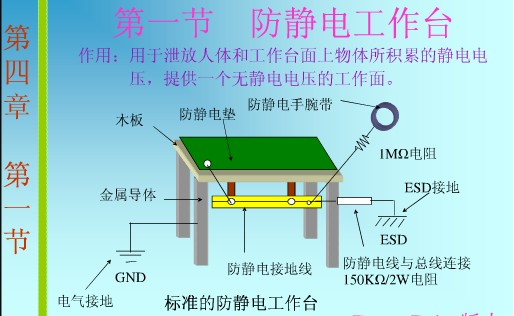 第四章 第一节
第一节 防静电工作台
作用：用于泄放人体和工作台面上物体所积累的静电电
压，提供一个无静电电压的工作面。
防静电手腕带
防静电垫
木板
1MΩ电阻
ESD接地
金属导体
ESD
防静电线与总线连接
150KΩ/2W电阻
防静电接地线
GND
电气接地
标准的防静电工作台